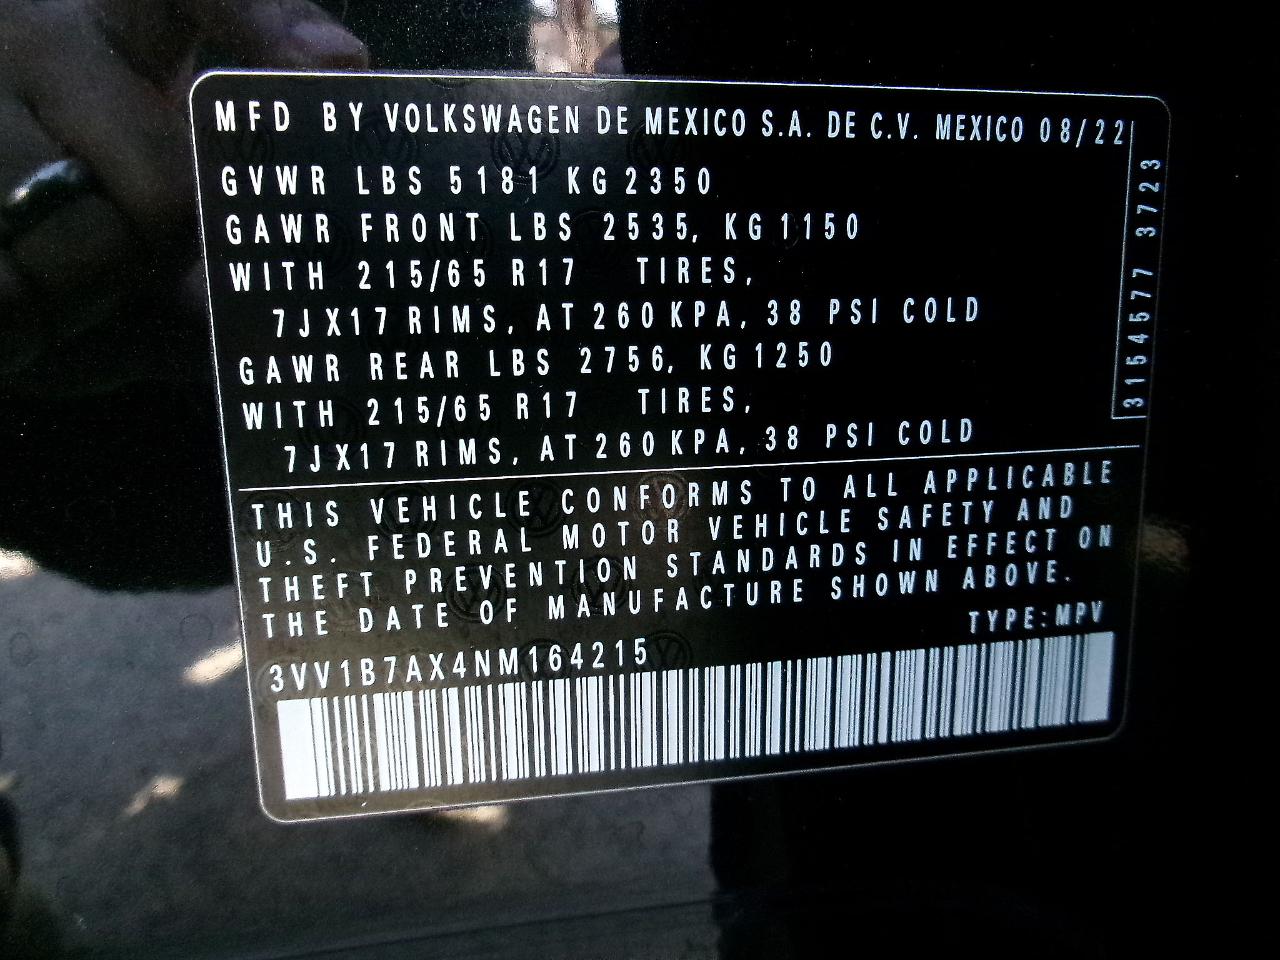 MFD BY VOLKSWAGEN DE MEXICO S.A. DE C.V. MEXICO 08/22
GVWR LBS 5181 KG 2350
GAWR FRONT LBS 2535, KG 1150
WITH 215/65 R17 TIRES,
7JX17 RIMS, AT 260 KPA, 38 PSI COLD
GAWR REAR LBS 2756, KG 1250
WITH 215/65 R17 TIRES,
7JX17 RIMS, AT 260 KPA, 38 PSI COLD
3154577 3723
THIS VEHICLE CONFORMS TO ALL APPLICABLE
U.S. FEDERAL MOTOR VEHICLE SAFETY AND
THEFT PREVENTION STANDARDS IN EFFECT ON
THE DATE OF MANUFACTURE SHOWN ABOVE.
TYPE:MPV
3VV1B7AX4NM164215